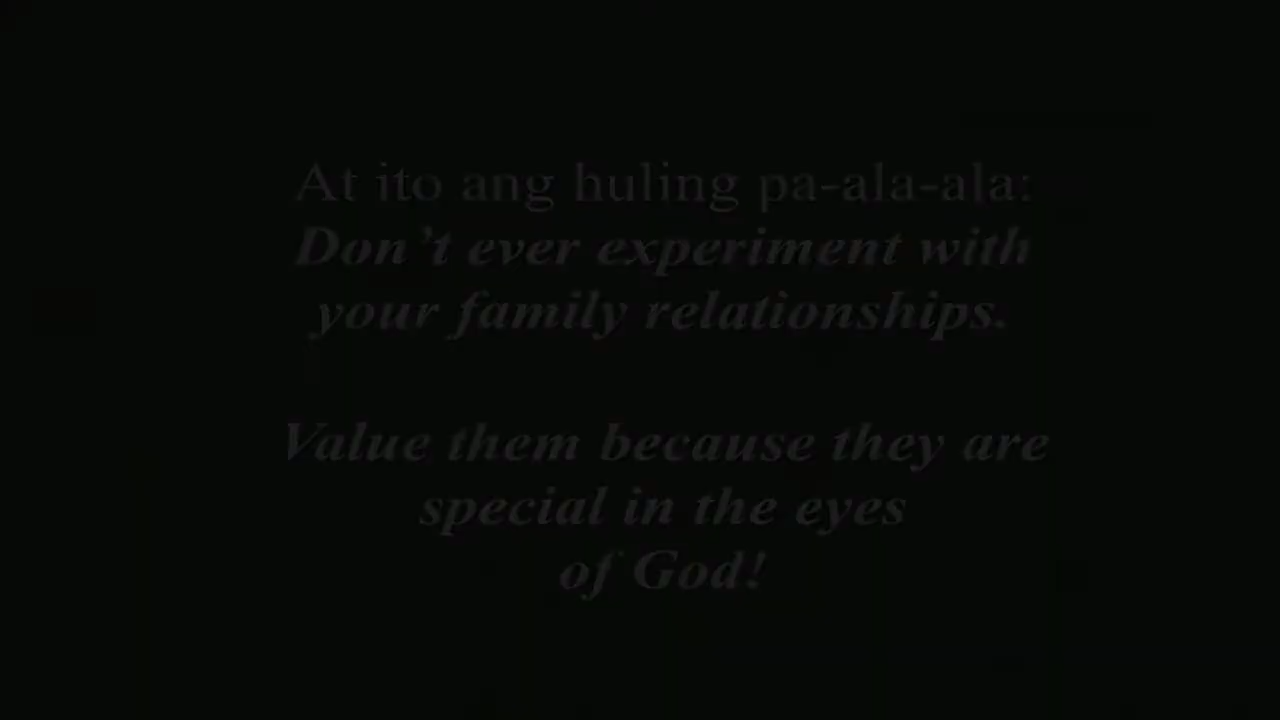 At ito ang huling pa-ala-ala:
Don't ever experiment with
your family relationships.
Value them because they are
special in the eyes
of God!